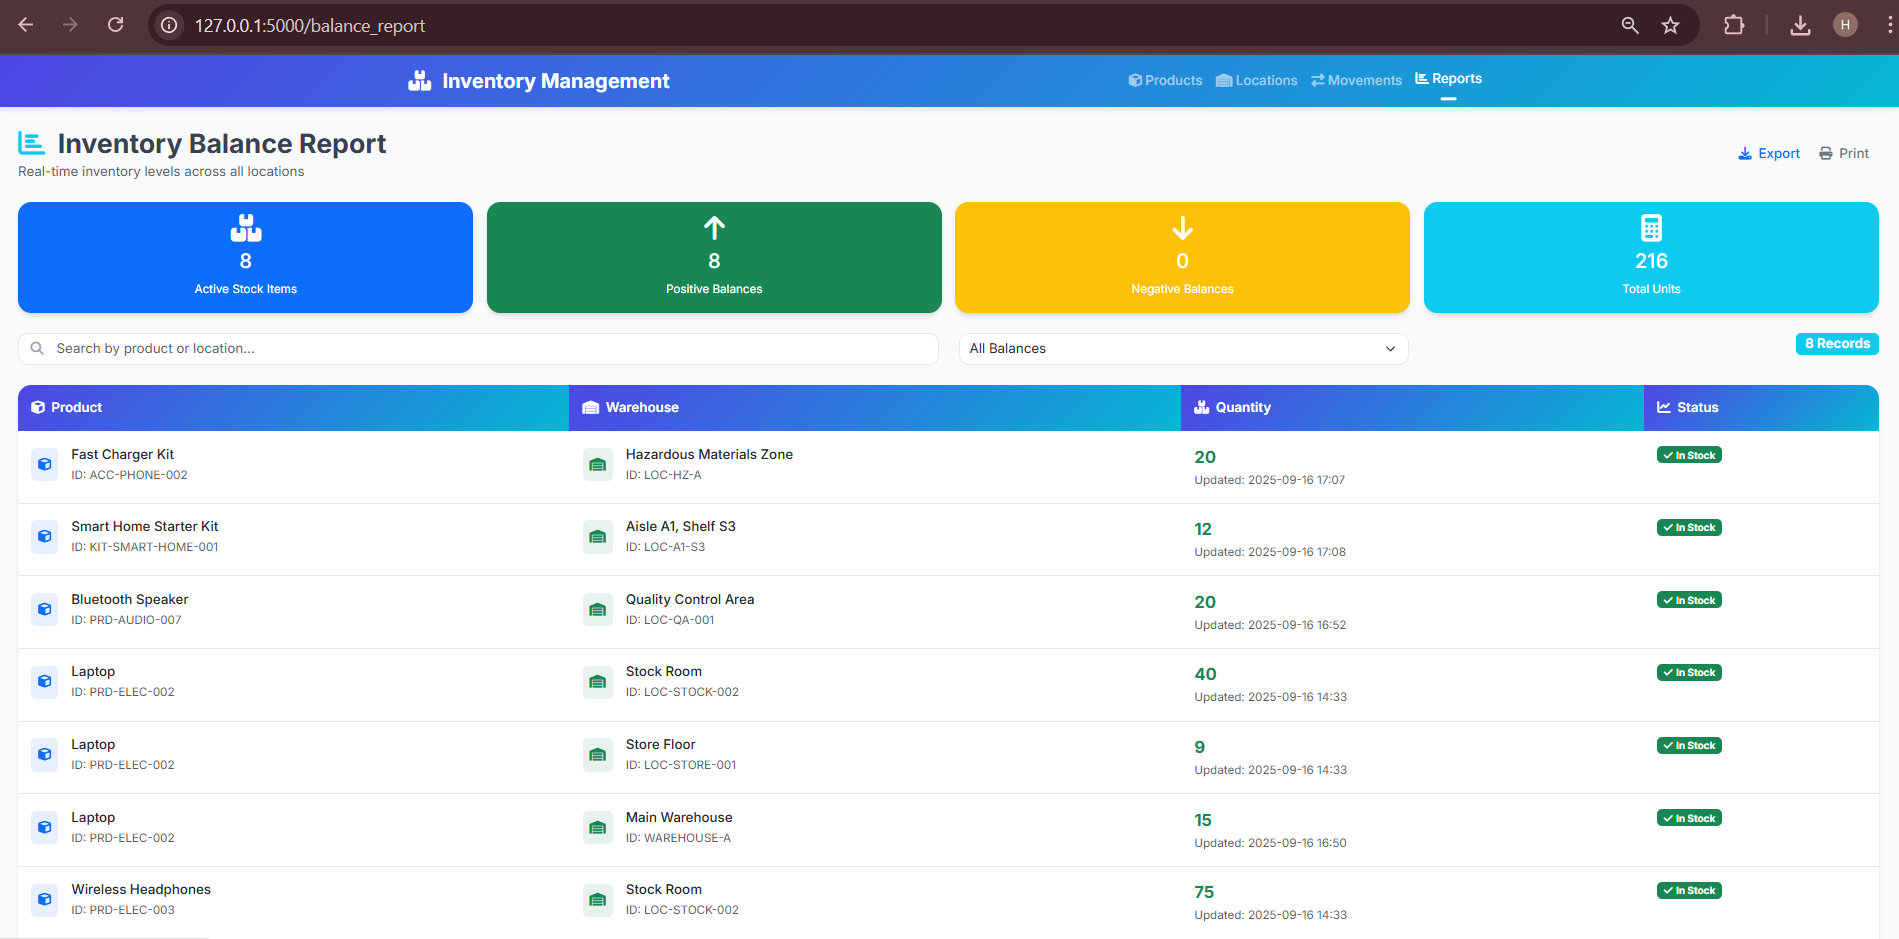 127.0.0.1:5000/balance_report
H
Inventory Management
Products Locations Movements Reports
Inventory Balance Report
Real-time inventory levels across all locations
Export Print
8
Active Stock Items
8
Positive Balances
0
Negative Balances
216
Total Units
Search by product or location...
All Balances
8 Records
Product Warehouse Quantity Status
Fast Charger Kit
ID: ACC-PHONE-002
Hazardous Materials Zone
ID: LOC-HZ-A
20
Updated: 2025-09-16 17:07
In Stock
Smart Home Starter Kit
ID: KIT-SMART-HOME-001
Aisle A1, Shelf S3
ID: LOC-A1-S3
12
Updated: 2025-09-16 17:08
In Stock
Bluetooth Speaker
ID: PRD-AUDIO-007
Quality Control Area
ID: LOC-QA-001
20
Updated: 2025-09-16 16:52
In Stock
Laptop
ID: PRD-ELEC-002
Stock Room
ID: LOC-STOCK-002
40
Updated: 2025-09-16 14:33
In Stock
Laptop
ID: PRD-ELEC-002
Store Floor
ID: LOC-STORE-001
9
Updated: 2025-09-16 14:33
In Stock
Laptop
ID: PRD-ELEC-002
Main Warehouse
ID: WAREHOUSE-A
15
Updated: 2025-09-16 16:50
In Stock
Wireless Headphones
ID: PRD-ELEC-003
Stock Room
ID: LOC-STOCK-002
75
Updated: 2025-09-16 14:33
In Stock